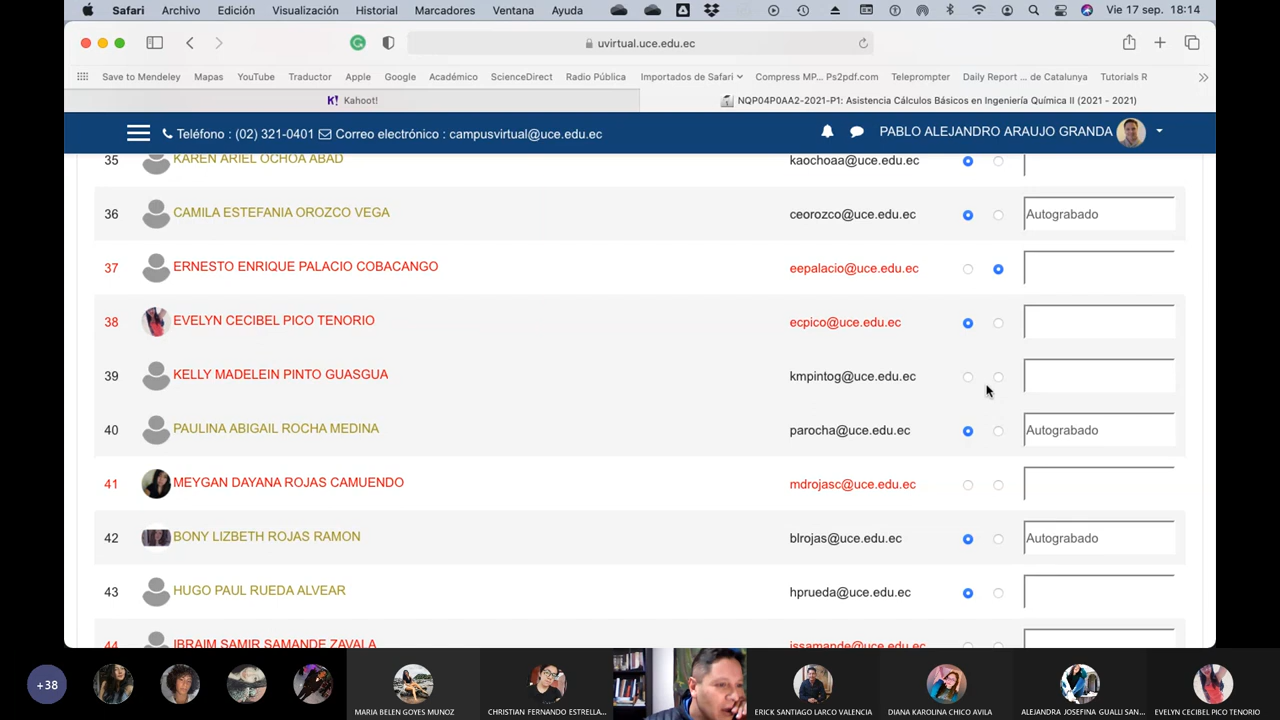 Safari Archivo Edición Visualización Historial Marcadores Ventana Ayuda Vie 17 sep. 18:14
uvirtual.uce.edu.ec
Save to Mendeley Mapas YouTube Traductor Apple Google Académico ScienceDirect Radio Pública Importados de Safari Compress MP... Ps2pdf.com Teleprompter Daily Report ... de Catalunya Tutorials R
K! Kahoot! NQP04P0AA2-2021-P1: Asistencia Cálculos Básicos en Ingeniería Química II (2021 - 2021)
Teléfono : (02) 321-0401 Correo electrónico : campusvirtual@uce.edu.ec PABLO ALEJANDRO ARAUJO GRANDA
35 KAREN ARIEL OCHOA ABAD kaochoaa@uce.edu.ec
36 CAMILA ESTEFANIA OROZCO VEGA ceorozco@uce.edu.ec Autograbado
37 ERNESTO ENRIQUE PALACIO COBACANGO eepalacio@uce.edu.ec
38 EVELYN CECIBEL PICO TENORIO ecpico@uce.edu.ec
39 KELLY MADELEIN PINTO GUASGUA kmpintog@uce.edu.ec
40 PAULINA ABIGAIL ROCHA MEDINA parocha@uce.edu.ec Autograbado
41 MEYGAN DAYANA ROJAS CAMUENDO mdrojasc@uce.edu.ec
42 BONY LIZBETH ROJAS RAMON blrojas@uce.edu.ec Autograbado
43 HUGO PAUL RUEDA ALVEAR hprueda@uce.edu.ec
44 IBRAIM SAMIR SAMANDE ZAVALA issamande@uce.edu.ec
+38 MARIA BELEN GOYES MUNOZ CHRISTIAN FERNANDO ESTRELLA... ERICK SANTIAGO LARCO VALENCIA DIANA KAROLINA CHICO AVILA ALEJANDRA JOSEFINA GUALLI SAN... EVELYN CECIBEL PICO TENORIO